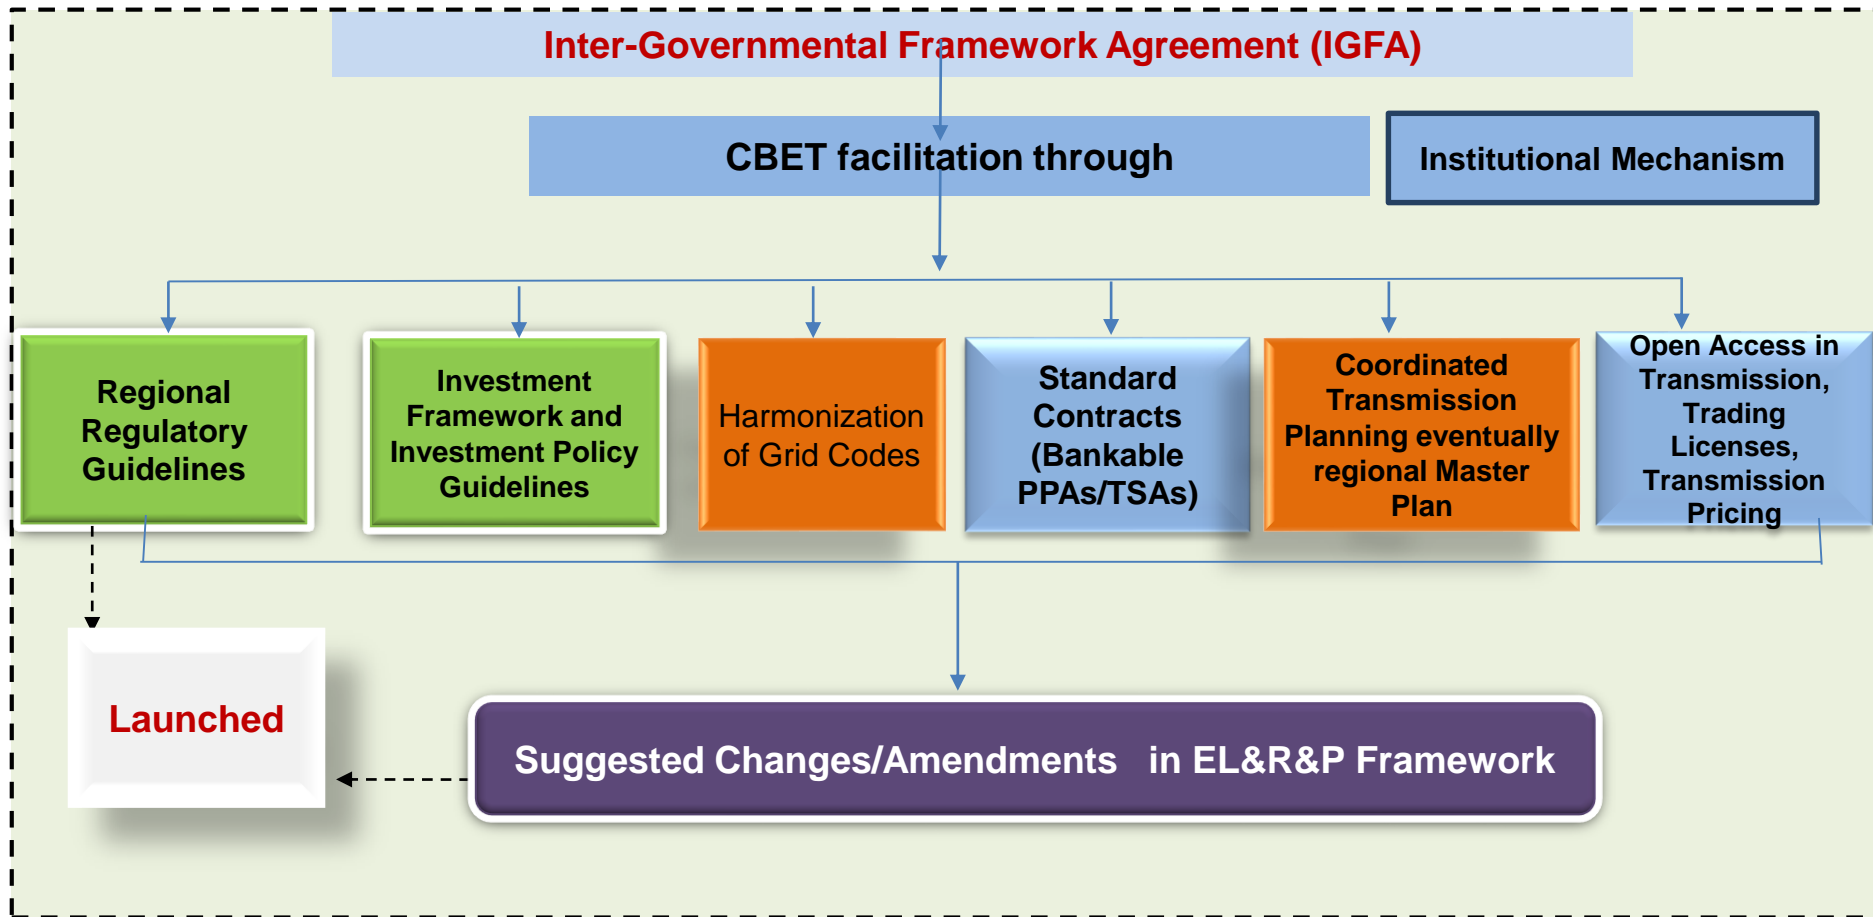 Inter-Governmental Framework Agreement (IGFA)
CBET facilitation through
Institutional Mechanism
Regional
Regulatory
Guidelines
Investment
Framework and
Investment Policy
Guidelines
Harmonization
of Grid Codes
Standard
Contracts
(Bankable
PPAs/TSAs)
Coordinated
Transmission
Planning eventually
regional Master
Plan
Open Access in
Transmission,
Trading
Licenses,
Transmission
Pricing
Launched
Suggested Changes/Amendments in EL&R&P Framework